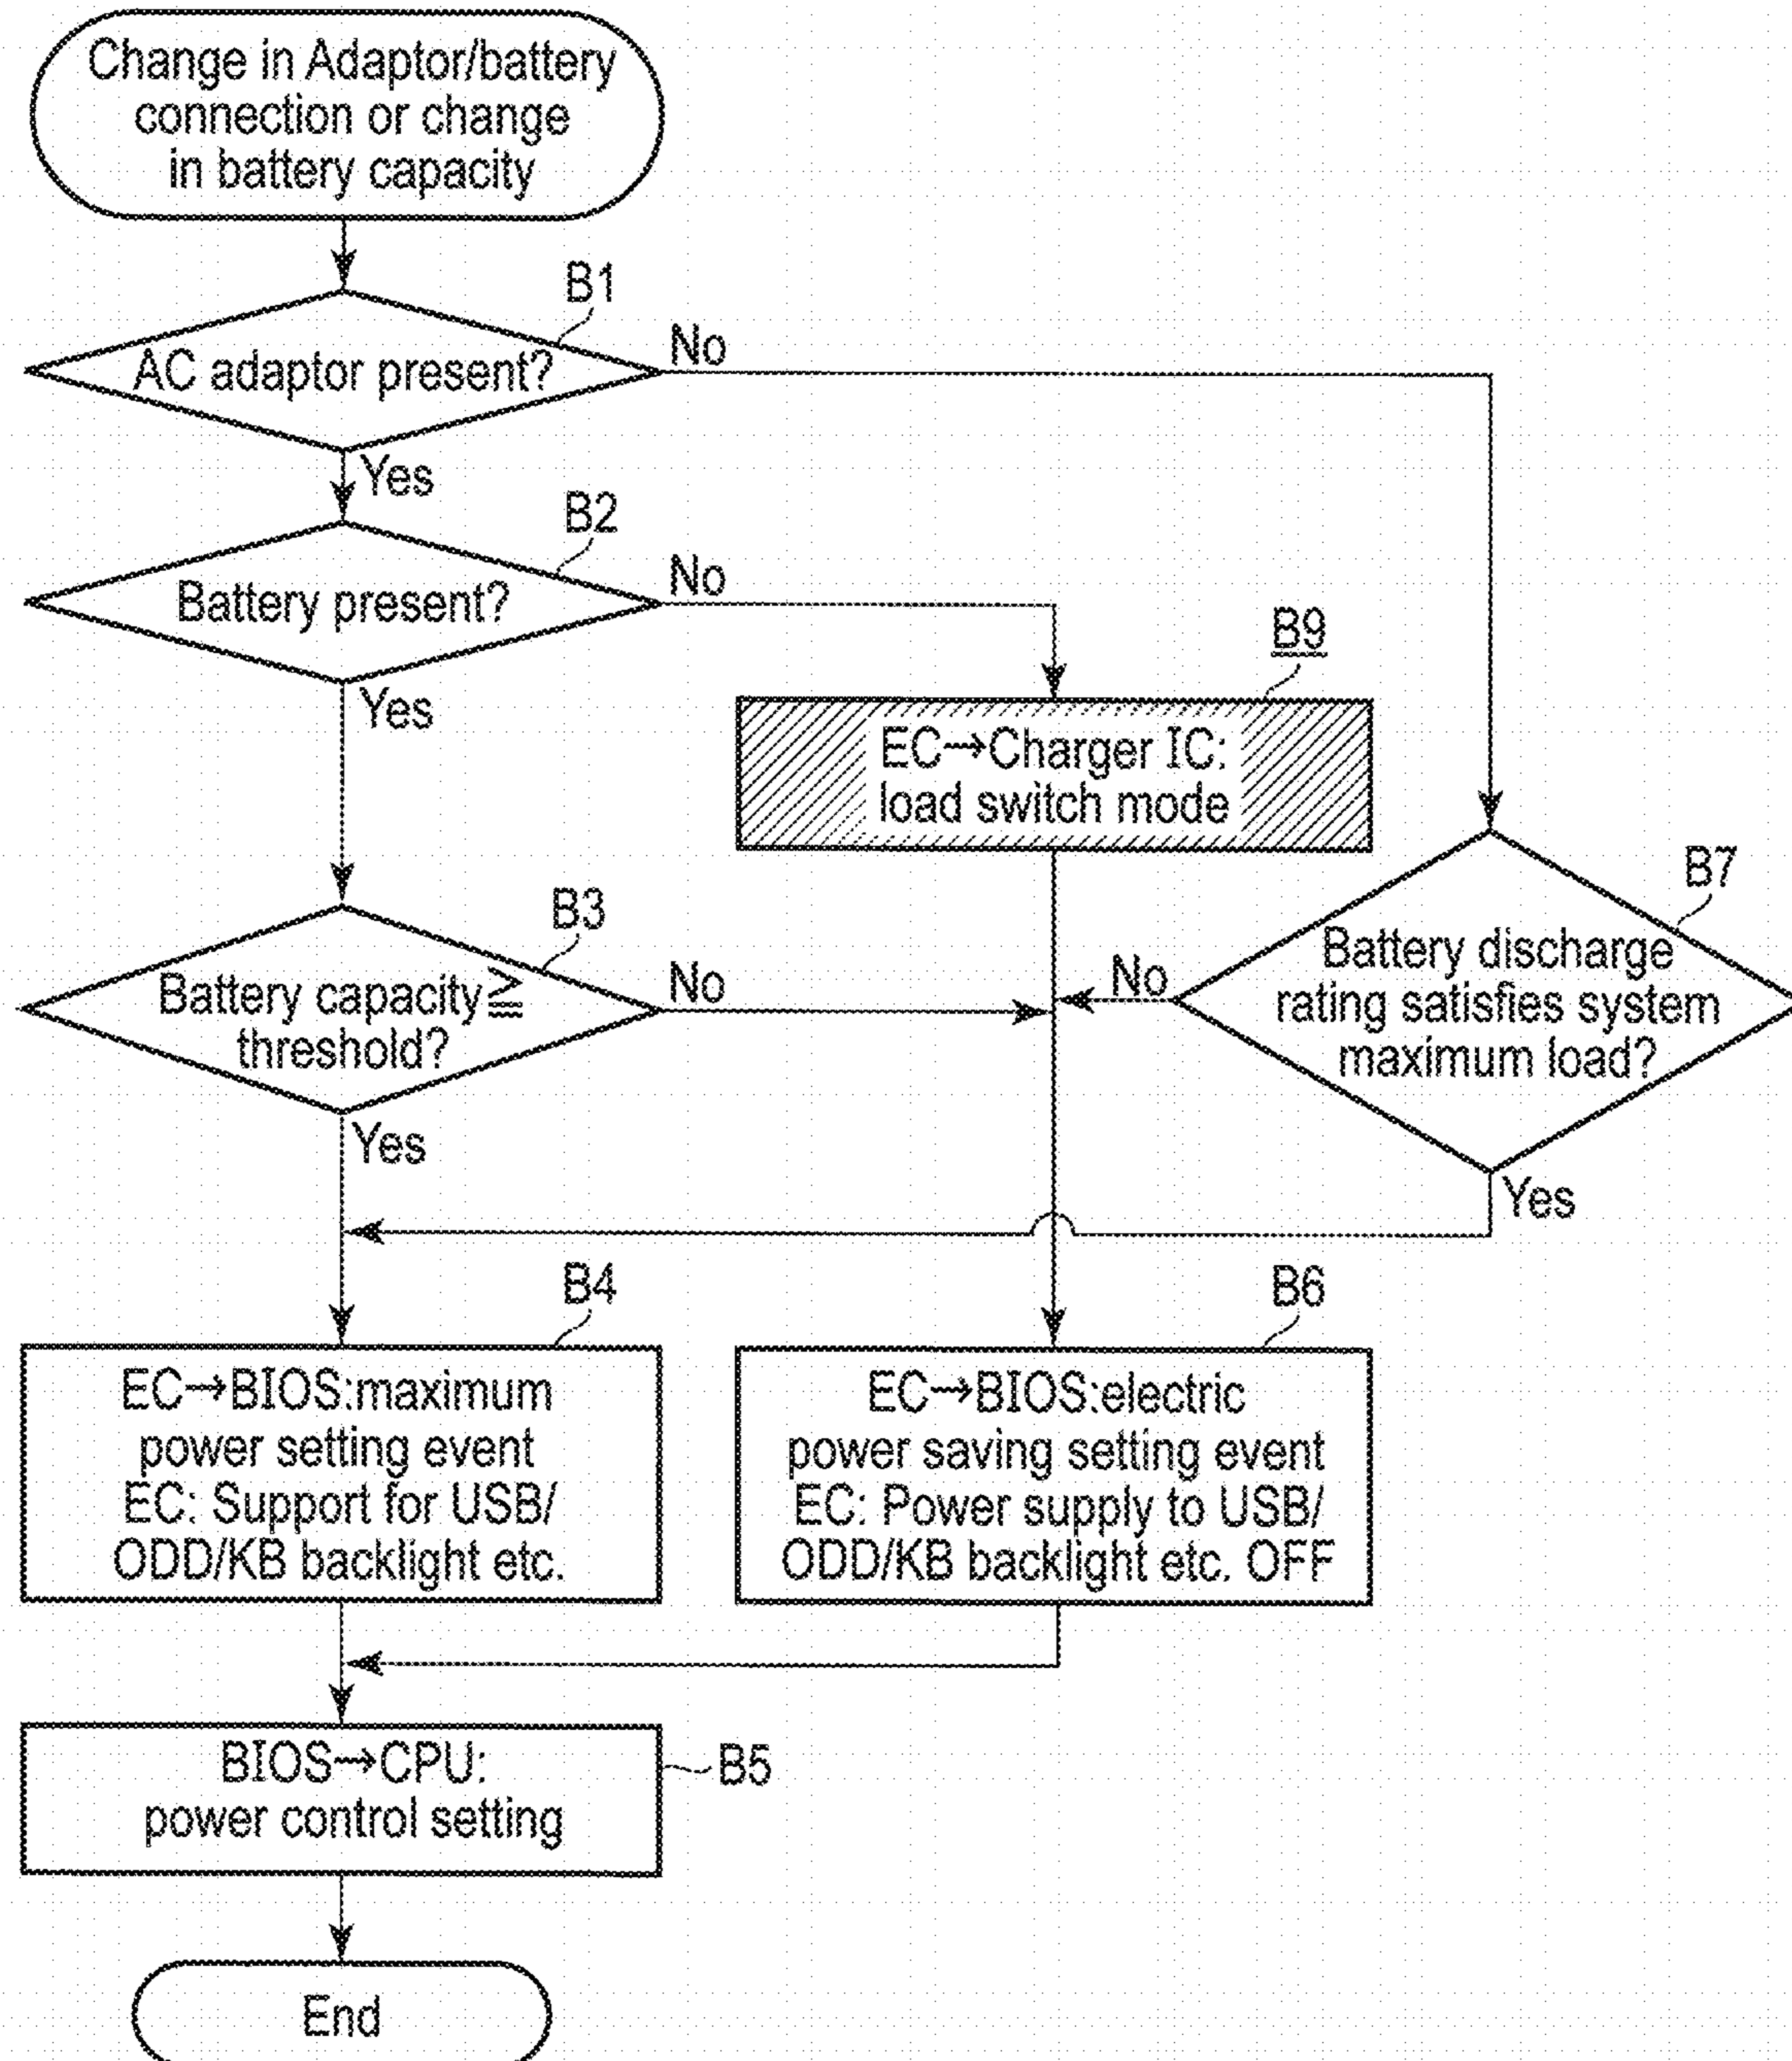 Change in Adaptor/battery
connection or change
in battery capacity
B1
AC adaptor present?
No
Yes
B2
Battery present?
No
Yes
B9
EC→Charger IC:
load switch mode
B3
Battery capacity≧
threshold?
No
Yes
B7
Battery discharge
rating satisfies system
maximum load?
No
Yes
B4
EC→BIOS:maximum
power setting event
EC: Support for USB/
ODD/KB backlight etc.
B6
EC→BIOS:electric
power saving setting event
EC: Power supply to USB/
ODD/KB backlight etc. OFF
BIOS→CPU:
power control setting
B5
End